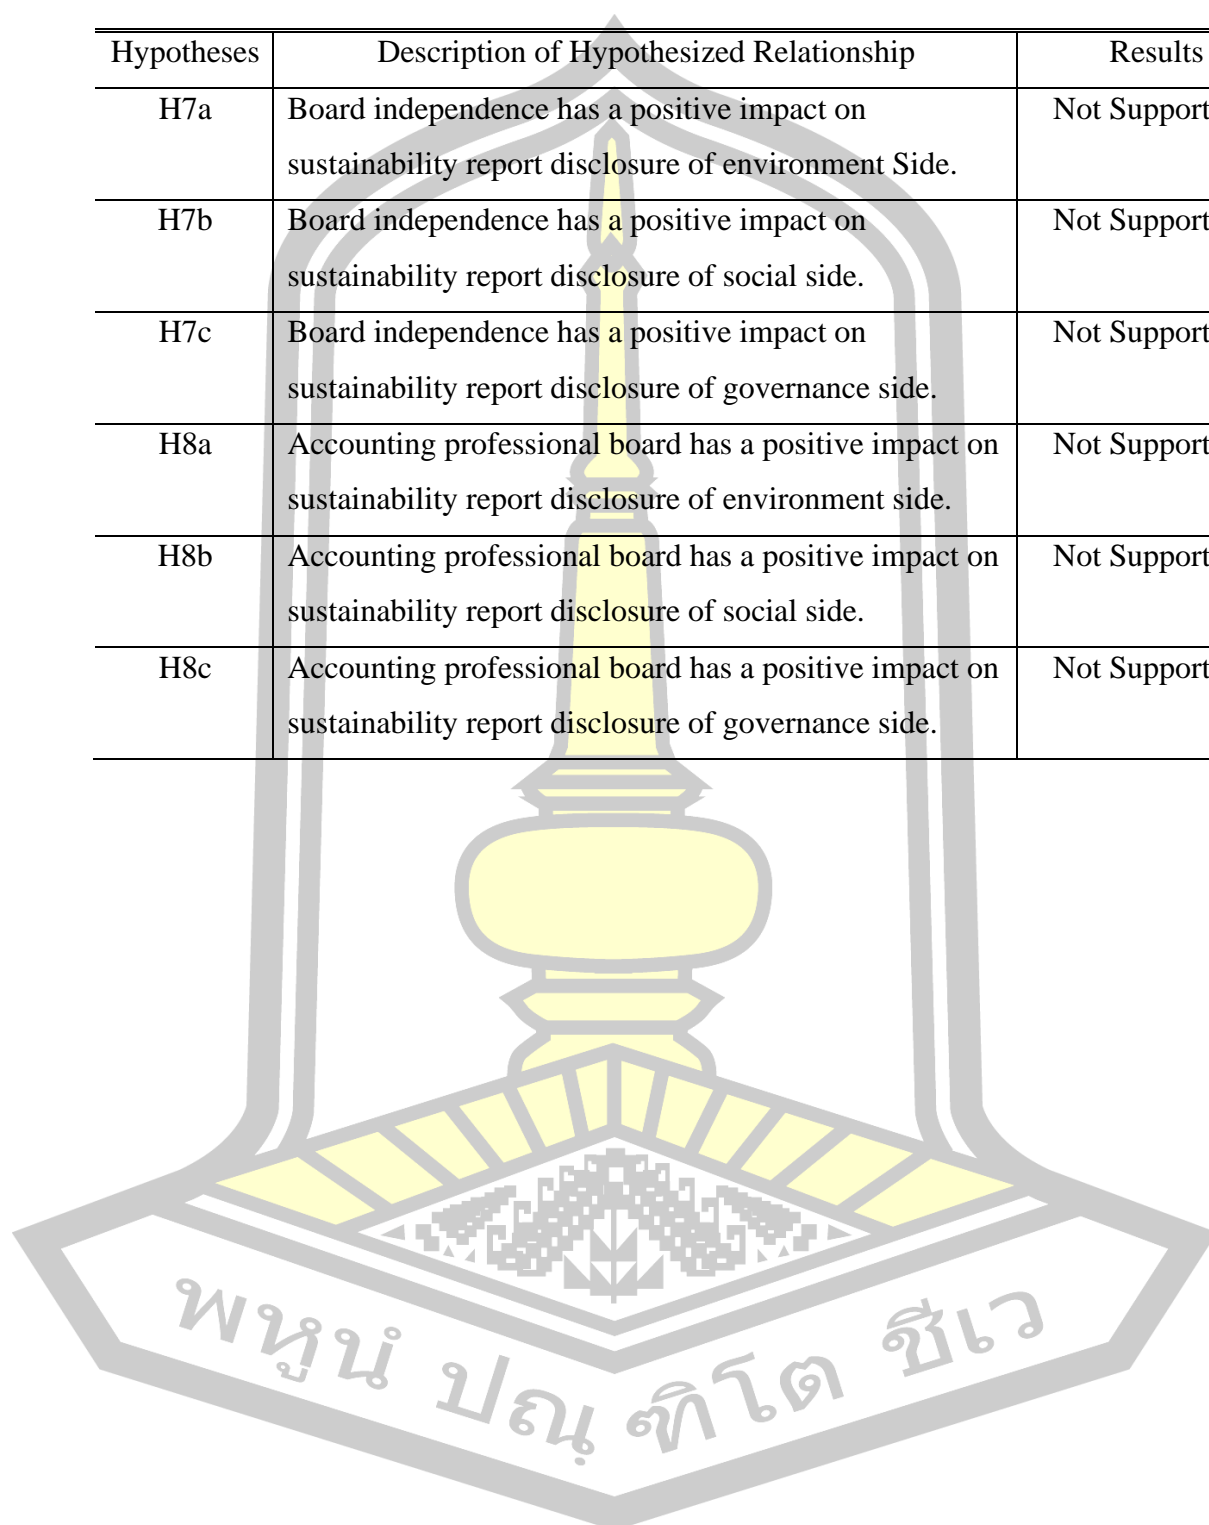 Hypotheses Description of Hypothesized Relationship Results
H7a Board independence has a positive impact on Not Support
sustainability report disclosure of environment Side.
H7b Board independence has a positive impact on Not Support
sustainability report disclosure of social side.
H7c Board independence has a positive impact on Not Support
sustainability report disclosure of governance side.
H8a Accounting professional board has a positive impact on Not Support
sustainability report disclosure of environment side.
H8b Accounting professional board has a positive impact on Not Support
sustainability report disclosure of social side.
H8c Accounting professional board has a positive impact on Not Support
sustainability report disclosure of governance side.
พหูนํ ปณฺฑิโต ชีเว